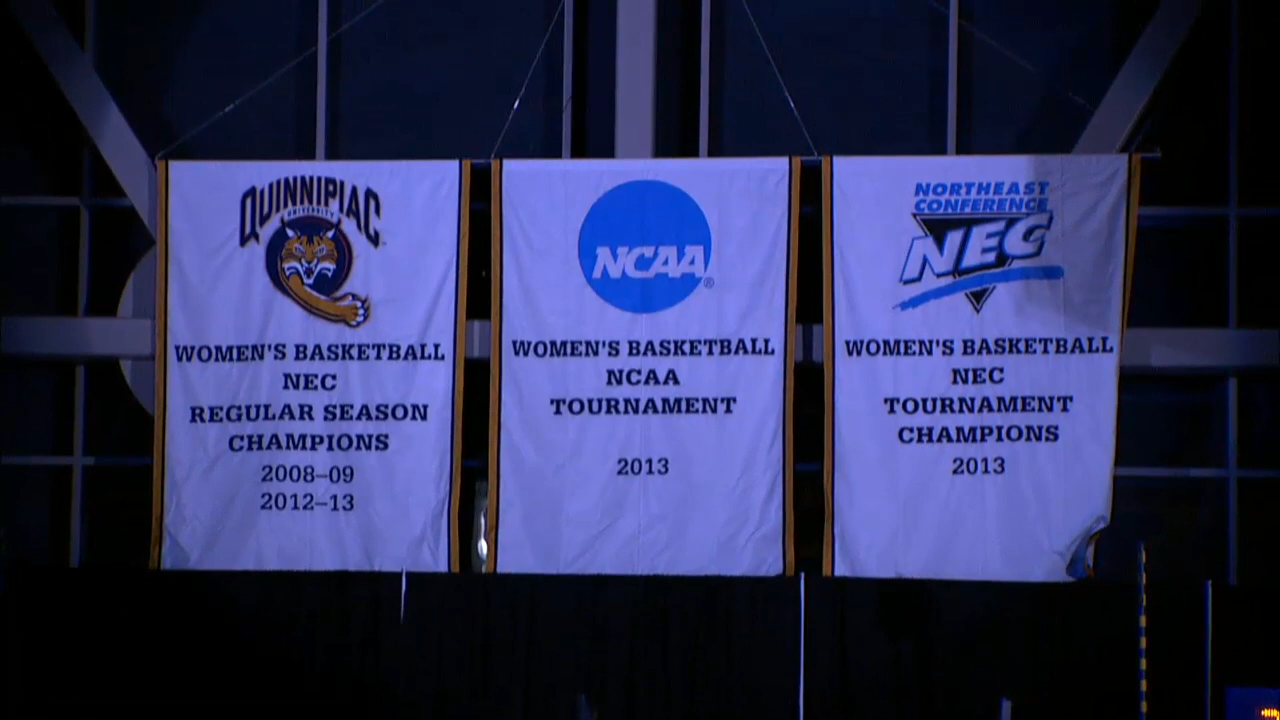 QUINNIPIAC
UNIVERSITY
WOMEN'S BASKETBALL
NEC
REGULAR SEASON
CHAMPIONS
2008–09
2012–13
NCAA
®
WOMEN'S BASKETBALL
NCAA
TOURNAMENT
2013
NORTHEAST
CONFERENCE
NEC
WOMEN'S BASKETBALL
NEC
TOURNAMENT
CHAMPIONS
2013